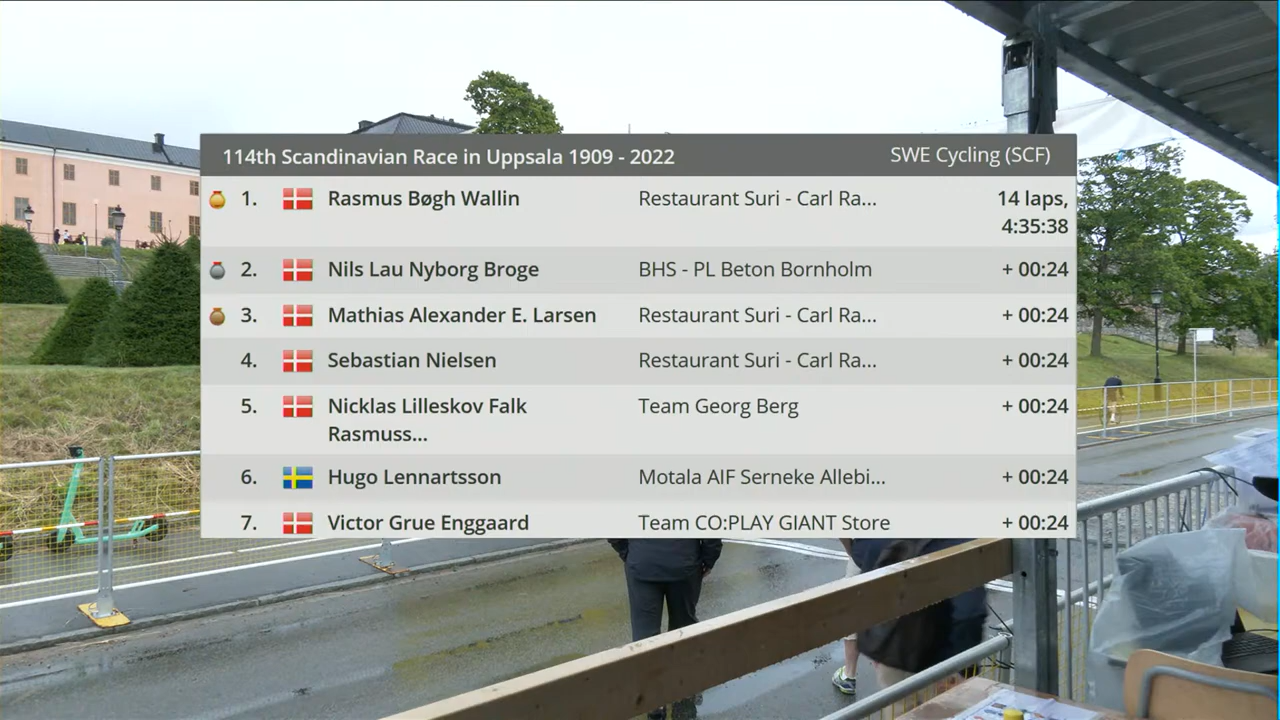 114th Scandinavian Race in Uppsala 1909 - 2022 SWE Cycling (SCF)
1. Rasmus Bøgh Wallin Restaurant Suri - Carl Ra... 14 laps,
4:35:38
2. Nils Lau Nyborg Broge BHS - PL Beton Bornholm + 00:24
3. Mathias Alexander E. Larsen Restaurant Suri - Carl Ra... + 00:24
4. Sebastian Nielsen Restaurant Suri - Carl Ra... + 00:24
5. Nicklas Lilleskov Falk Team Georg Berg + 00:24
Rasmuss...
6. Hugo Lennartsson Motala AIF Serneke Allebi... + 00:24
7. Victor Grue Enggaard Team CO:PLAY GIANT Store + 00:24